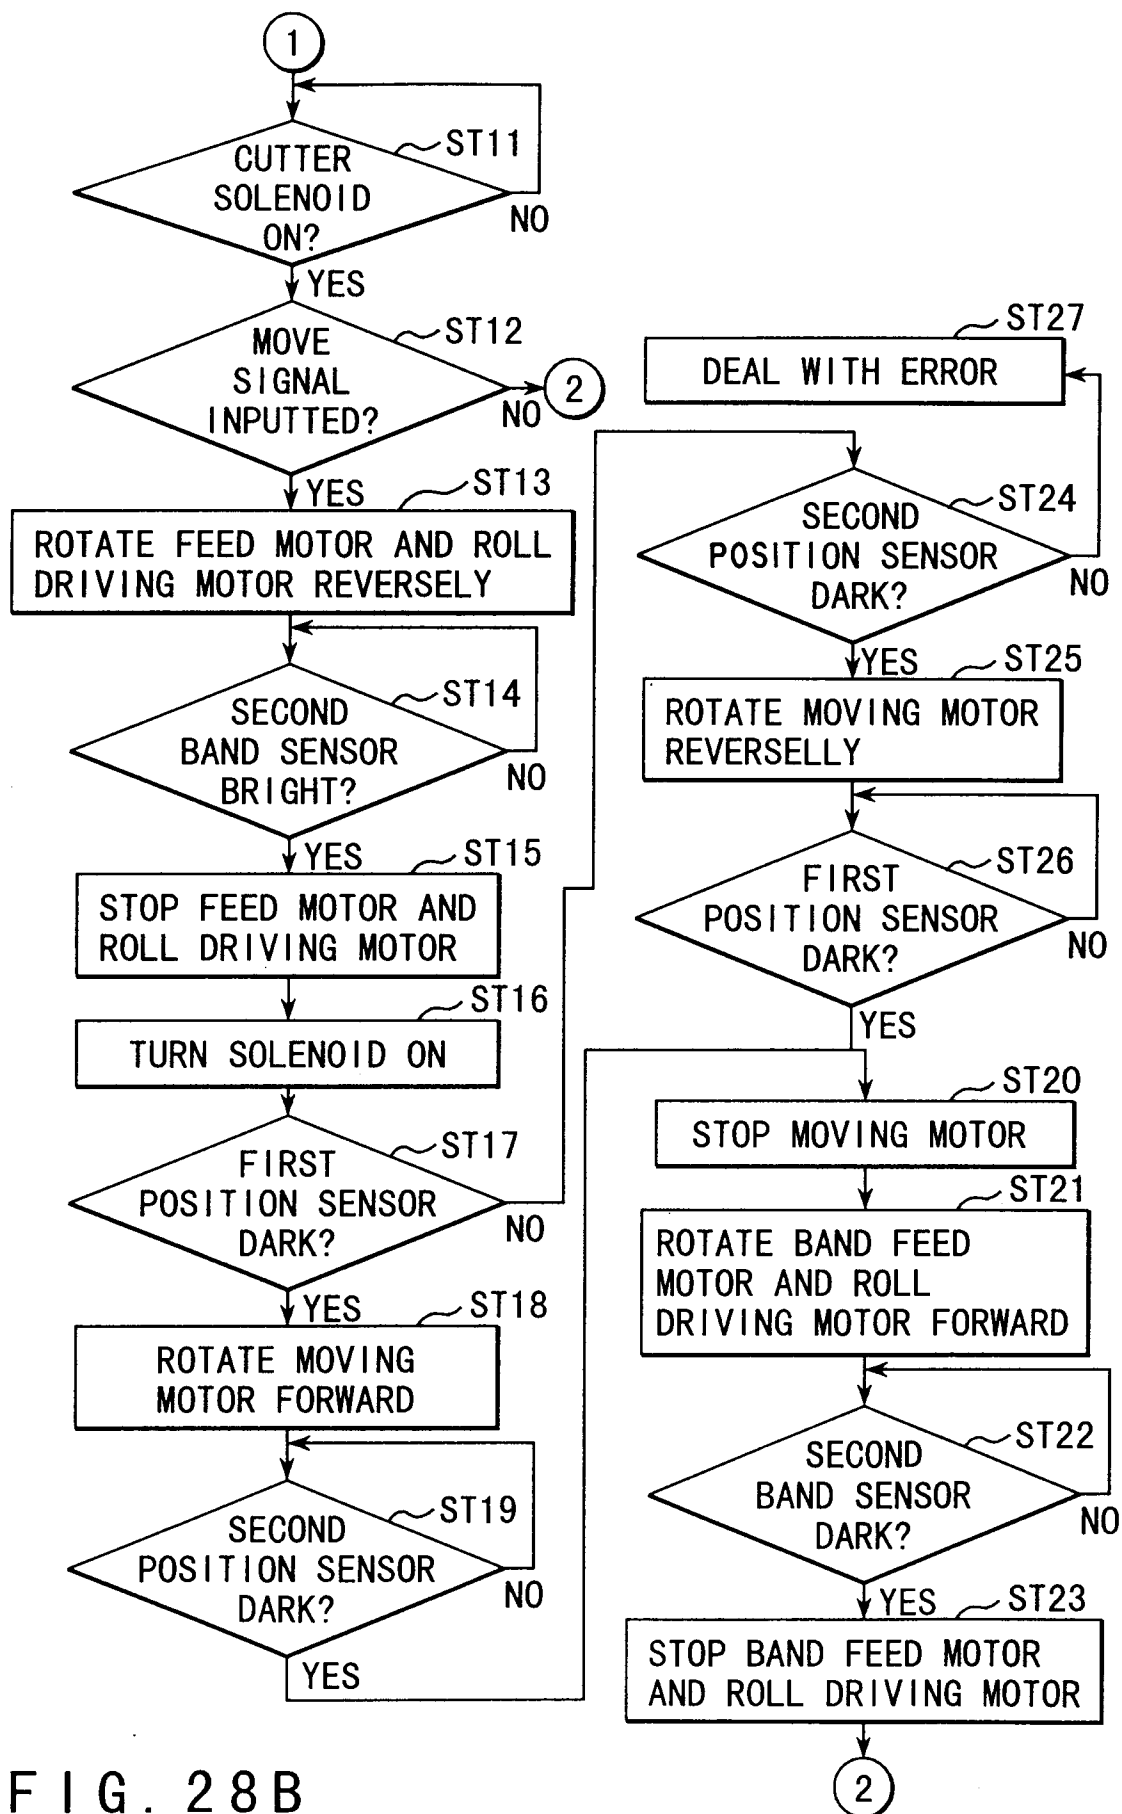 1
ST11
CUTTER
SOLENOID
ON?
NO
YES
ST12
MOVE
SIGNAL
INPUTTED?
NO
2
YES
ST13
ROTATE FEED MOTOR AND ROLL
DRIVING MOTOR REVERSELY
ST14
SECOND
BAND SENSOR
BRIGHT?
NO
YES
ST15
STOP FEED MOTOR AND
ROLL DRIVING MOTOR
ST16
TURN SOLENOID ON
ST17
FIRST
POSITION SENSOR
DARK?
NO
YES
ST18
ROTATE MOVING
MOTOR FORWARD
ST19
SECOND
POSITION SENSOR
DARK?
NO
YES
ST27
DEAL WITH ERROR
ST24
SECOND
POSITION SENSOR
DARK?
NO
YES
ST25
ROTATE MOVING MOTOR
REVERSELLY
ST26
FIRST
POSITION SENSOR
DARK?
NO
YES
ST20
STOP MOVING MOTOR
ST21
ROTATE BAND FEED
MOTOR AND ROLL
DRIVING MOTOR FORWARD
ST22
SECOND
BAND SENSOR
DARK?
NO
YES
ST23
STOP BAND FEED MOTOR
AND ROLL DRIVING MOTOR
2
FIG. 28B